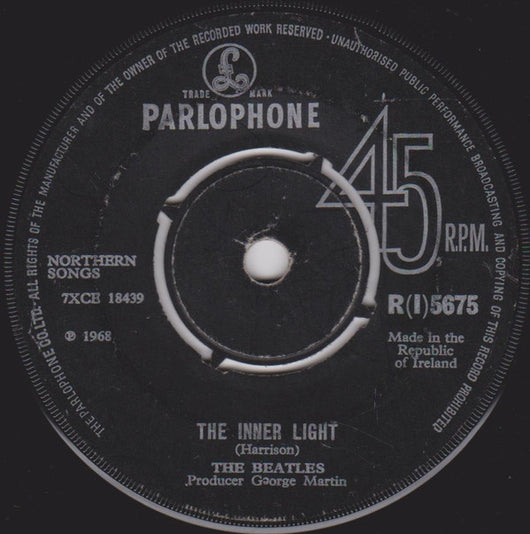 THE PARLOPHONE CO.LTD. · ALL RIGHTS OF THE MANUFACTURER AND OF THE OWNER OF THE RECORDED WORK RESERVED · UNAUTHORISED PUBLIC PERFORMANCE BROADCASTING AND COPYING OF THIS RECORD PROHIBITED
£
TRADE MARK
PARLOPHONE
45
R.P.M.
NORTHERN
SONGS
7XCE 18439
℗ 1968
R(I)5675
Made in the
Republic
of Ireland
THE INNER LIGHT
(Harrison)
THE BEATLES
Producer George Martin